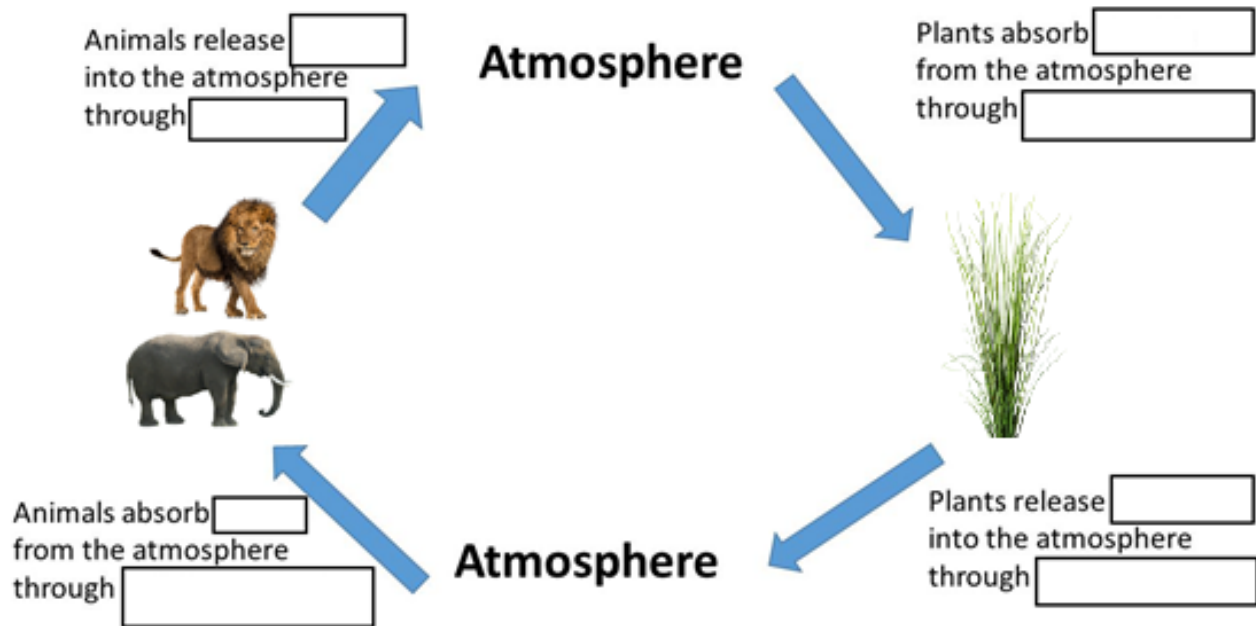 Animals release
into the atmosphere
through
Atmosphere
Plants absorb
from the atmosphere
through
Animals absorb
from the atmosphere
through
Atmosphere
Plants release
into the atmosphere
through